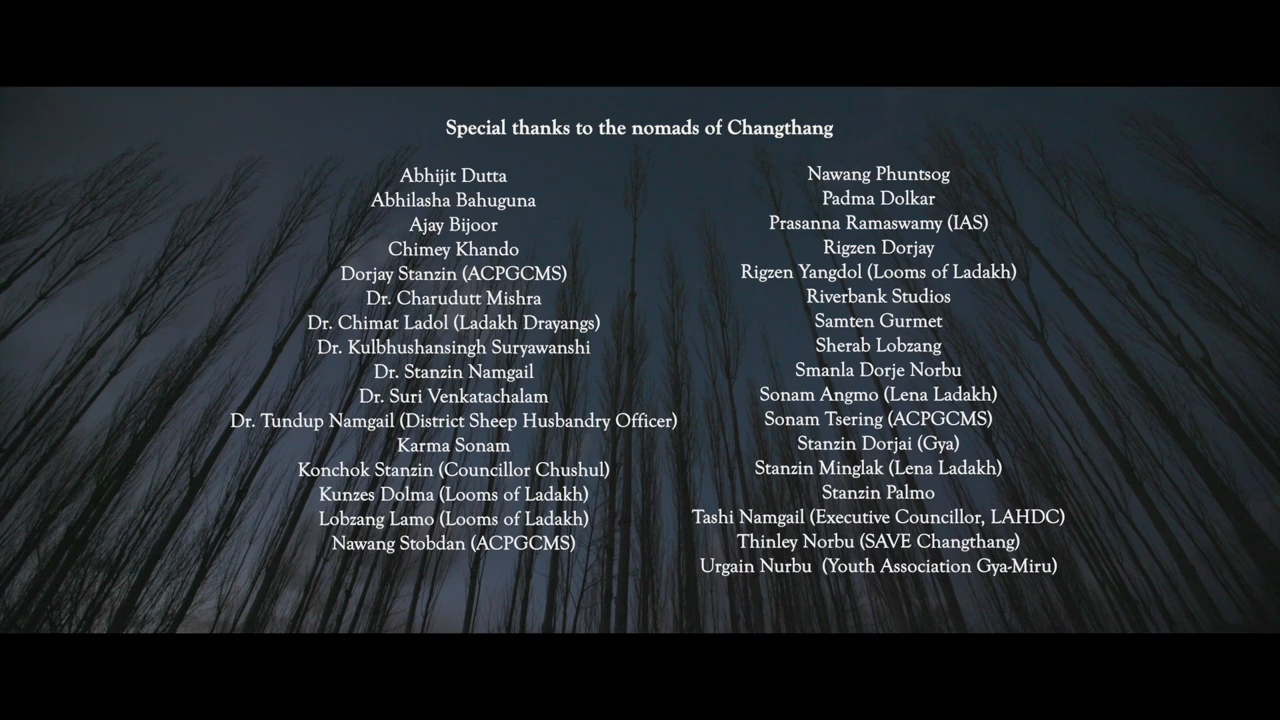 Special thanks to the nomads of Changthang
Abhijit Dutta
Abhilasha Bahuguna
Ajay Bijoor
Chimey Khando
Dorjay Stanzin (ACPGCMS)
Dr. Charudutt Mishra
Dr. Chimat Ladol (Ladakh Drayangs)
Dr. Kulbhushansingh Suryawanshi
Dr. Stanzin Namgail
Dr. Suri Venkatachalam
Dr. Tundup Namgail (District Sheep Husbandry Officer)
Karma Sonam
Konchok Stanzin (Councillor Chushul)
Kunzes Dolma (Looms of Ladakh)
Lobzang Lamo (Looms of Ladakh)
Nawang Stobdan (ACPGCMS)
Nawang Phuntsog
Padma Dolkar
Prasanna Ramaswamy (IAS)
Rigzen Dorjay
Rigzen Yangdol (Looms of Ladakh)
Riverbank Studios
Samten Gurmet
Sherab Lobzang
Smanla Dorje Norbu
Sonam Angmo (Lena Ladakh)
Sonam Tsering (ACPGCMS)
Stanzin Dorjai (Gya)
Stanzin Minglak (Lena Ladakh)
Stanzin Palmo
Tashi Namgail (Executive Councillor, LAHDC)
Thinley Norbu (SAVE Changthang)
Urgain Nurbu  (Youth Association Gya-Miru)